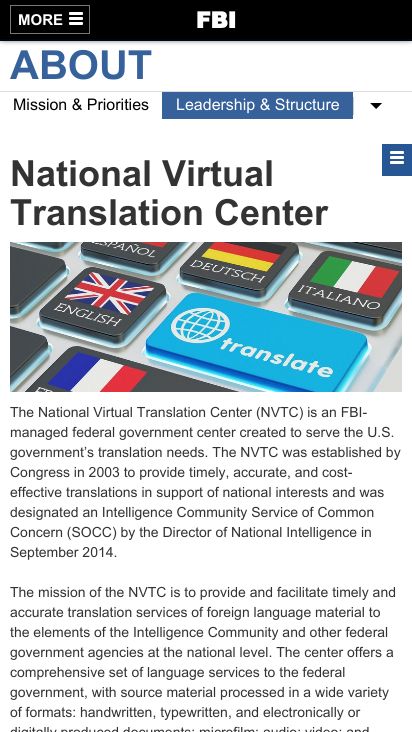 MORE
FBI
ABOUT
Mission & Priorities
Leadership & Structure
National Virtual
Translation Center
ESPAÑOL
DEUTSCH
ITALIANO
ENGLISH
translate
The National Virtual Translation Center (NVTC) is an FBI-
managed federal government center created to serve the U.S.
government’s translation needs. The NVTC was established by
Congress in 2003 to provide timely, accurate, and cost-
effective translations in support of national interests and was
designated an Intelligence Community Service of Common
Concern (SOCC) by the Director of National Intelligence in
September 2014.
The mission of the NVTC is to provide and facilitate timely and
accurate translation services of foreign language material to
the elements of the Intelligence Community and other federal
government agencies at the national level. The center offers a
comprehensive set of language services to the federal
government, with source material processed in a wide variety
of formats: handwritten, typewritten, and electronically or
digitally produced documents; microfilm; audio; video; and